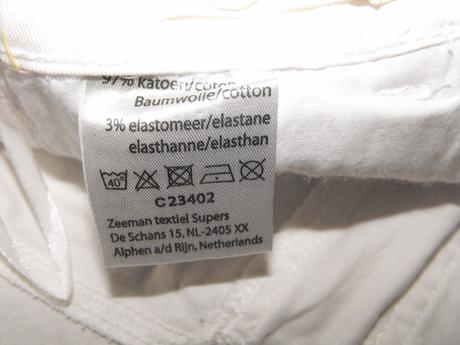 97% katoen/coton
Baumwolle/cotton
3% elastomeer/elastane
elasthanne/elasthan
40°
C23402
Zeeman textiel Supers
De Schans 15, NL-2405 XX
Alphen a/d Rijn, Netherlands